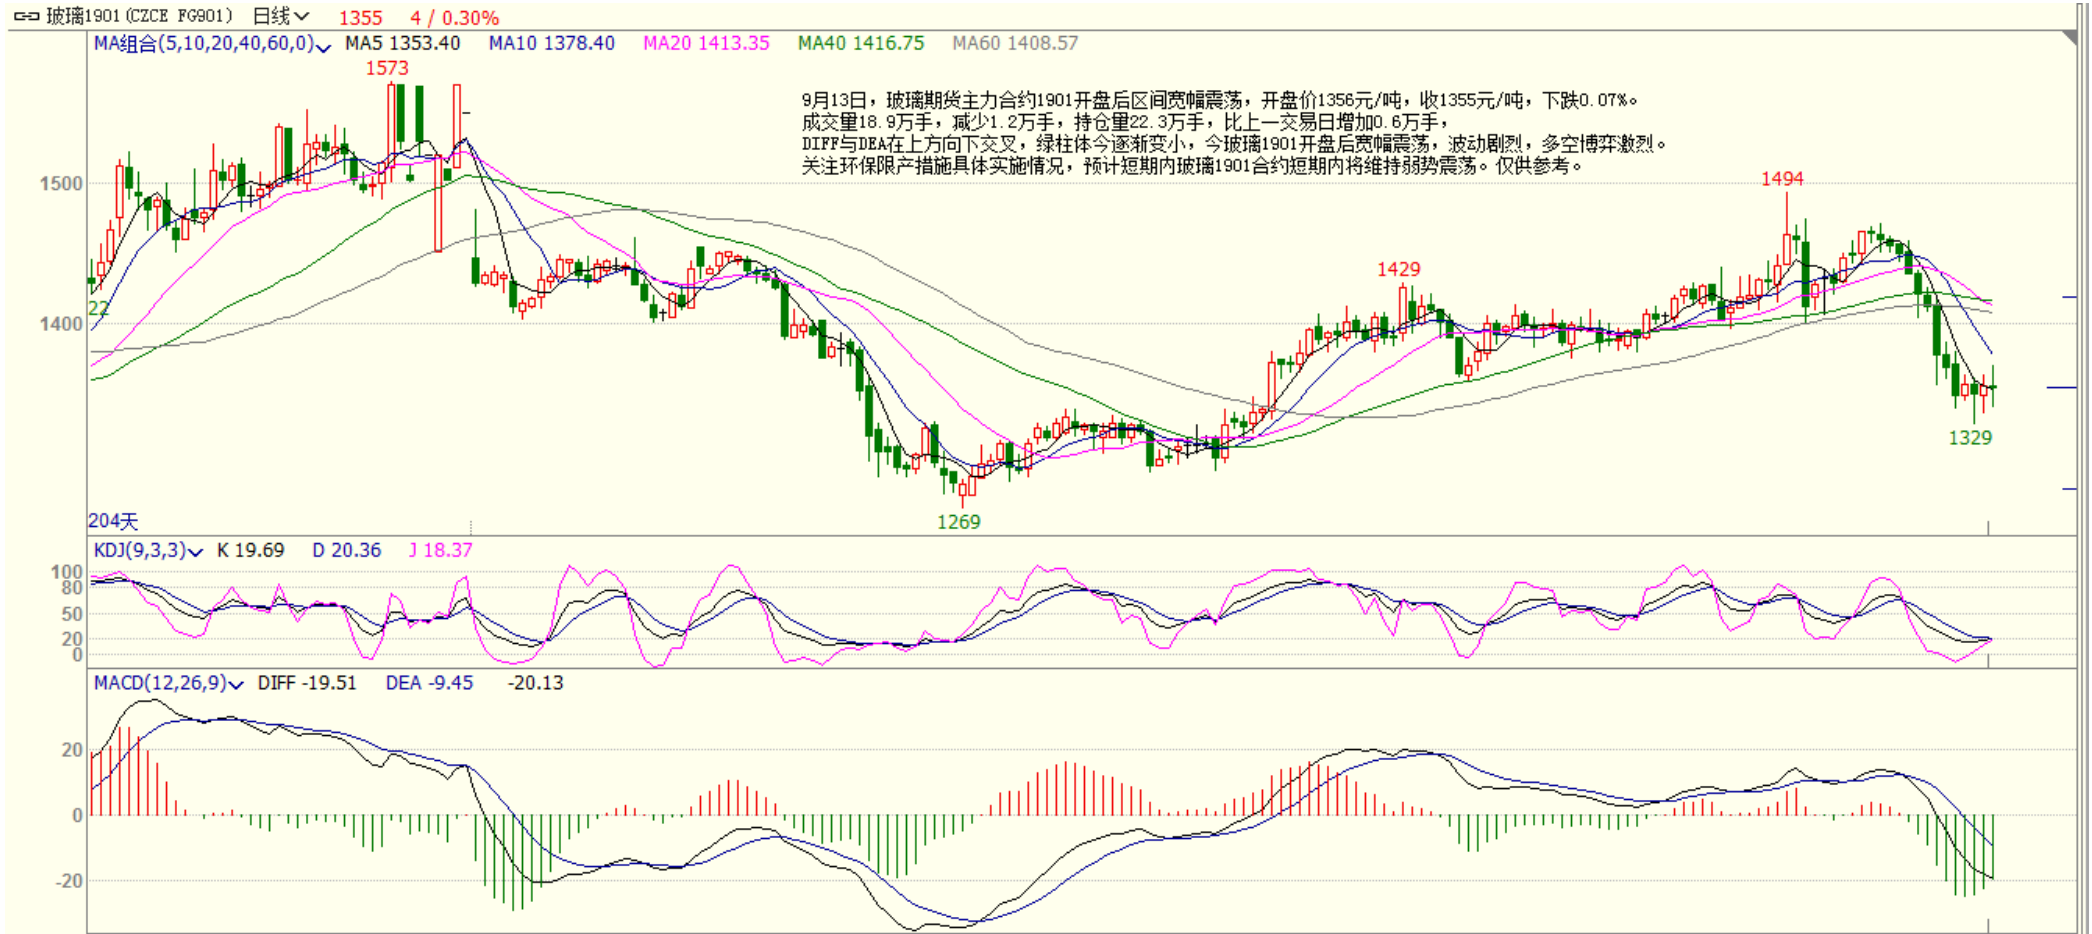 玻璃1901(CZCE FG901) 日线 1355 4 / 0.30%
MA组合(5,10,20,40,60,0) MA5 1353.40 MA10 1378.40 MA20 1413.35 MA40 1416.75 MA60 1408.57
1573
9月13日，玻璃期货主力合约1901开盘后区间宽幅震荡，开盘价1356元/吨，收1355元/吨，下跌0.07%。
成交量18.9万手，减少1.2万手，持仓量22.3万手，比上一交易日增加0.6万手，
DIFF与DEA在上方向下交叉，绿柱体今逐渐变小，今玻璃1901开盘后宽幅震荡，波动剧烈，多空博弈激烈。
关注环保限产措施具体实施情况，预计短期内玻璃1901合约短期内将维持弱势震荡。仅供参考。
1494
1500
1429
22
1400
1329
204天
1269
KDJ(9,3,3) K 19.69 D 20.36 J 18.37
100
80
50
20
0
MACD(12,26,9) DIFF -19.51 DEA -9.45 -20.13
20
0
-20